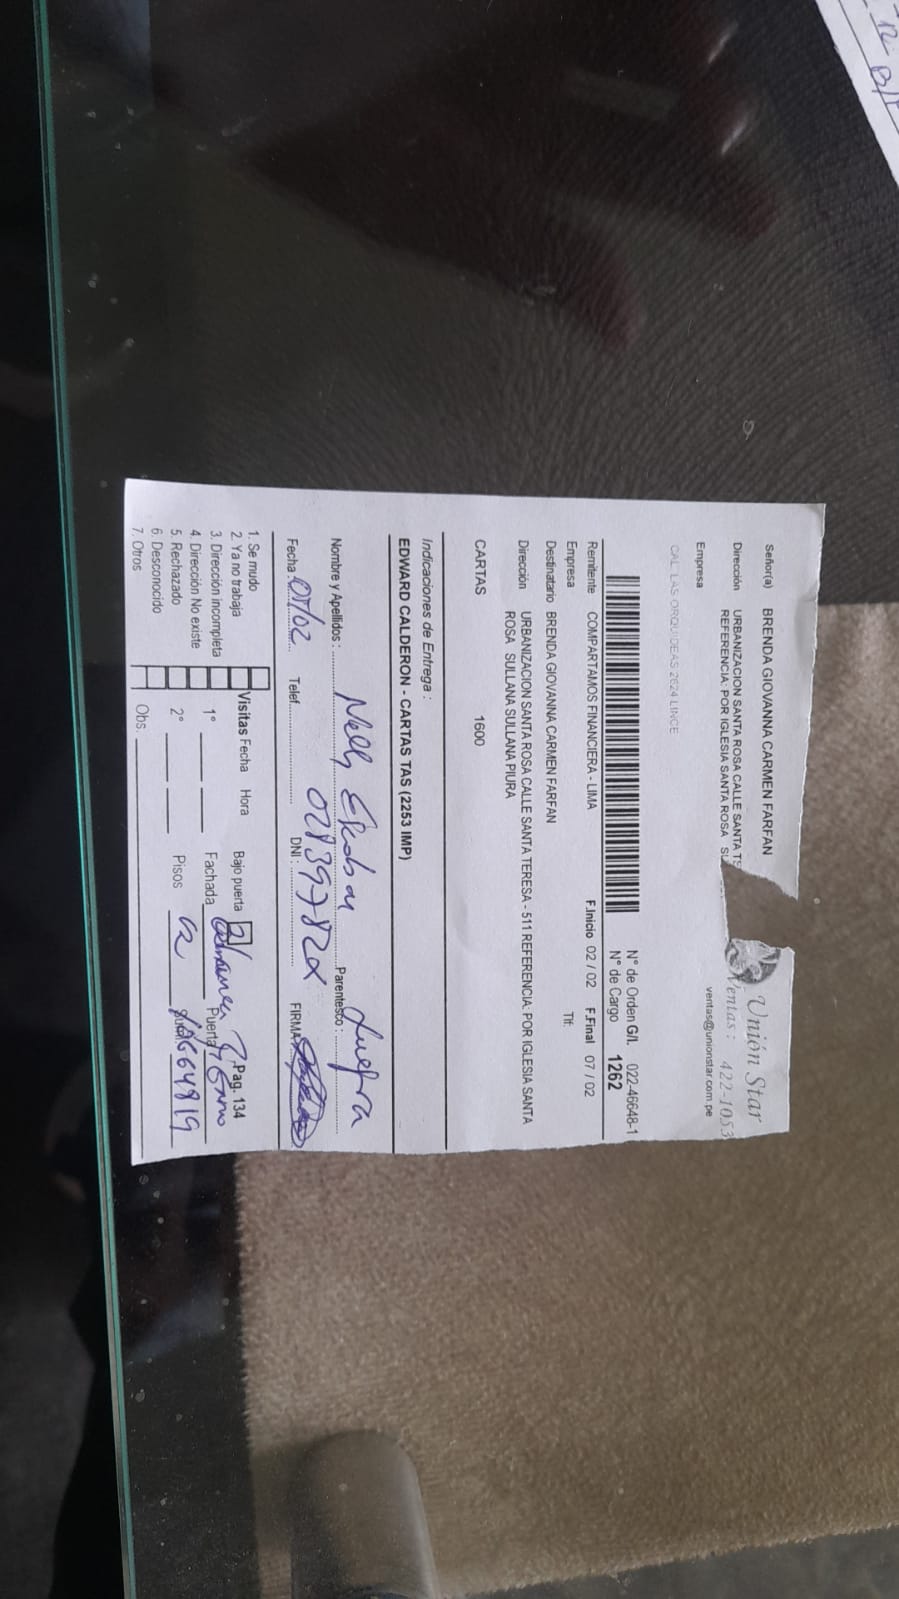 12 B/
Señor(a) BRENDA GIOVANNA CARMEN FARFAN
Dirección URBANIZACION SANTA ROSA CALLE SANTA
REFERENCIA: POR IGLESIA SANTA ROSA
Empresa
CAL. LAS ORQUIDEAS 2624 LINCE
Unión Star
Ventas: 422-1053
ventas@unionstar.com.pe
N° de Orden G/I. 022-46648-1
N° de Cargo 1262
Remitente COMPARTAMOS FINANCIERA - LIMA F.Inicio 02 / 02 F.Final 07 / 02
Empresa Tlf:
Destinatario BRENDA GIOVANNA CARMEN FARFAN
Dirección URBANIZACION SANTA ROSA CALLE SANTA TERESA - 511 REFERENCIA: POR IGLESIA SANTA
ROSA SULLANA SULLANA PIURA
CARTAS 1600
Indicaciones de Entrega :
EDWARD CALDERON - CARTAS TAS (2253 IMP)
Nombre y Apellidos : Nelly Parentesco : Suegra
Fecha : 07/02 Telef. DNI : FIRMA
1. Se mudo
2. Ya no trabaja
3. Dirección incompleta
4. Dirección No existe
5. Rechazado
6. Desconocido
7. Otros
Visitas Fecha Hora
1°
2°
Obs.
Bajo puerta Pag. 134
Fachada Puerta
Pisos 02